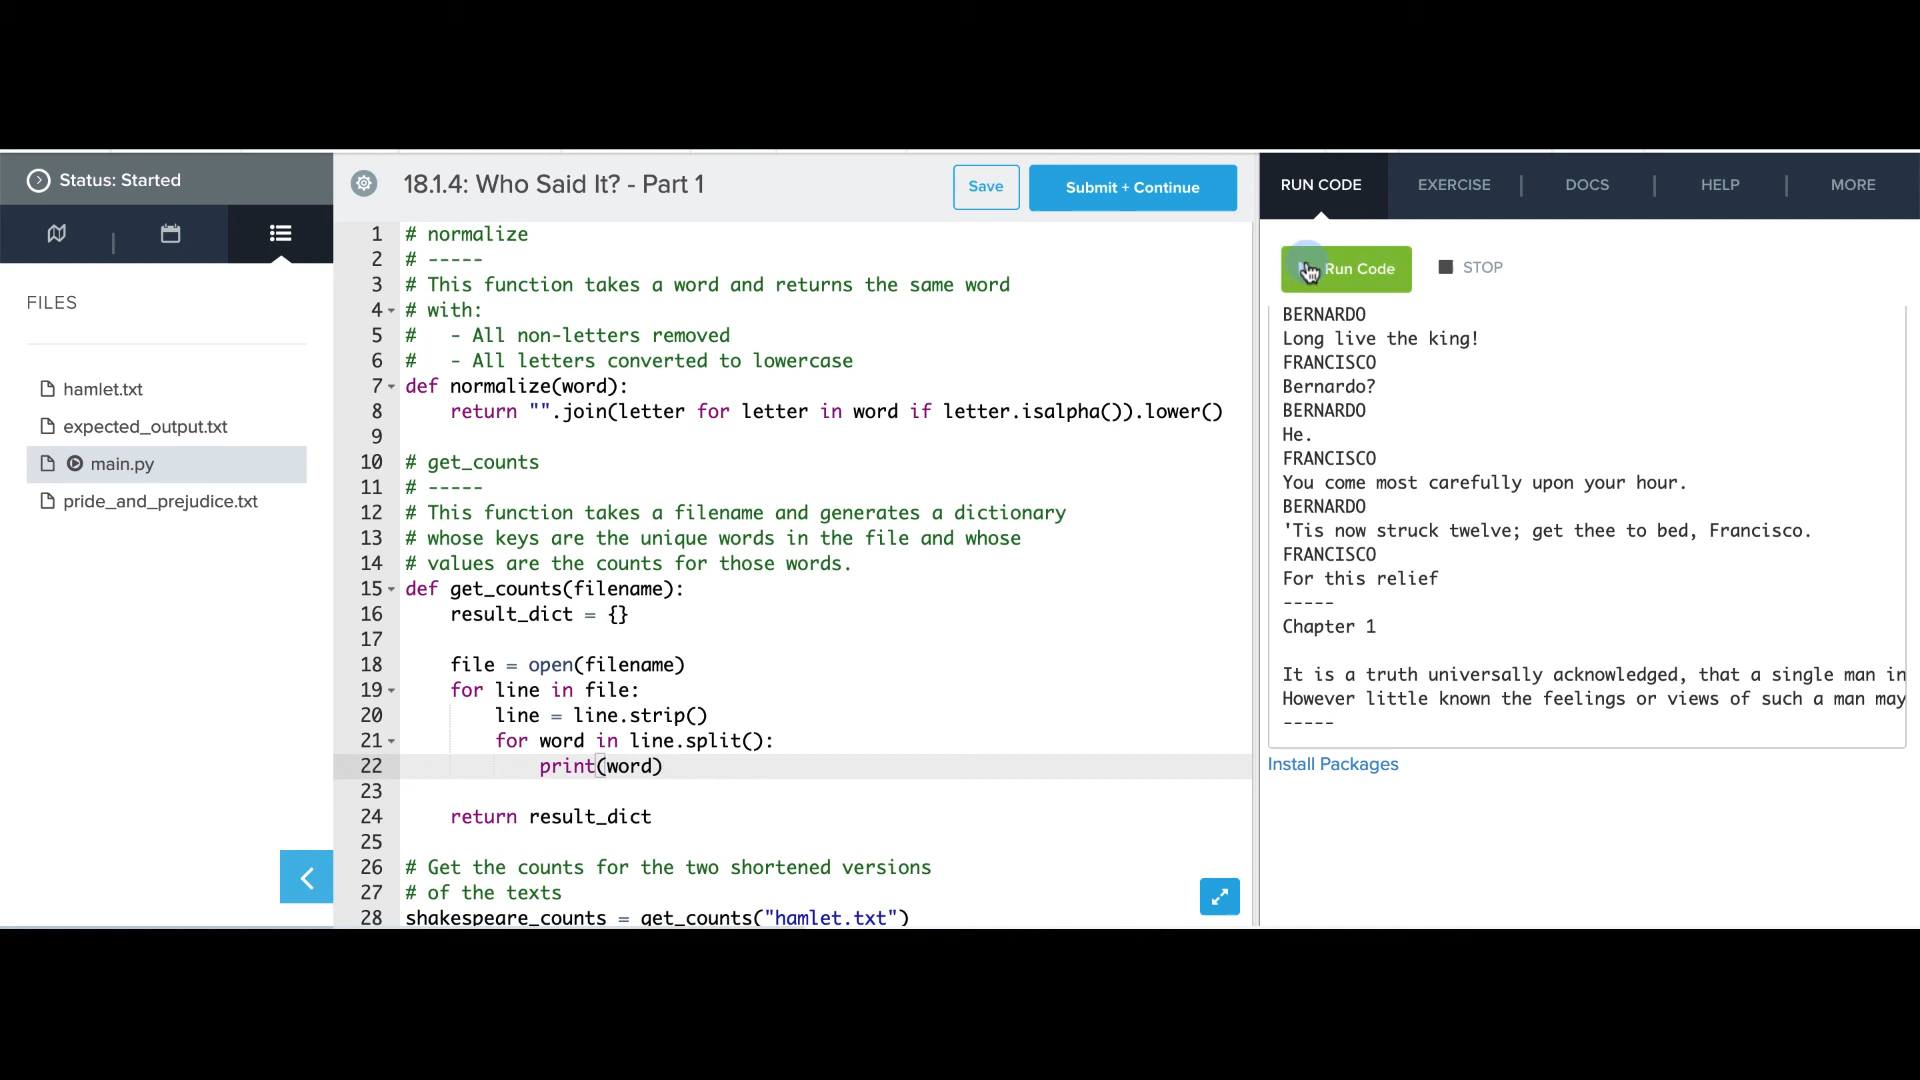 Status: Started
FILES
hamlet.txt
expected_output.txt
main.py
pride_and_prejudice.txt
18.1.4: Who Said It? - Part 1
Save
Submit + Continue
1 # normalize
2 # -----
3 # This function takes a word and returns the same word
4 # with:
5 #   - All non-letters removed
6 #   - All letters converted to lowercase
7 def normalize(word):
8     return "".join(letter for letter in word if letter.isalpha()).lower()
9
10 # get_counts
11 # -----
12 # This function takes a filename and generates a dictionary
13 # whose keys are the unique words in the file and whose
14 # values are the counts for those words.
15 def get_counts(filename):
16     result_dict = {}
17
18     file = open(filename)
19     for line in file:
20         line = line.strip()
21         for word in line.split():
22             print(word)
23
24     return result_dict
25
26 # Get the counts for the two shortened versions
27 # of the texts
28 shakespeare_counts = get_counts("hamlet.txt")
RUN CODE
EXERCISE
DOCS
HELP
MORE
Run Code
STOP
BERNARDO
Long live the king!
FRANCISCO
Bernardo?
BERNARDO
He.
FRANCISCO
You come most carefully upon your hour.
BERNARDO
'Tis now struck twelve; get thee to bed, Francisco.
FRANCISCO
For this relief
-----
Chapter 1
It is a truth universally acknowledged, that a single man in
However little known the feelings or views of such a man may
-----
Install Packages